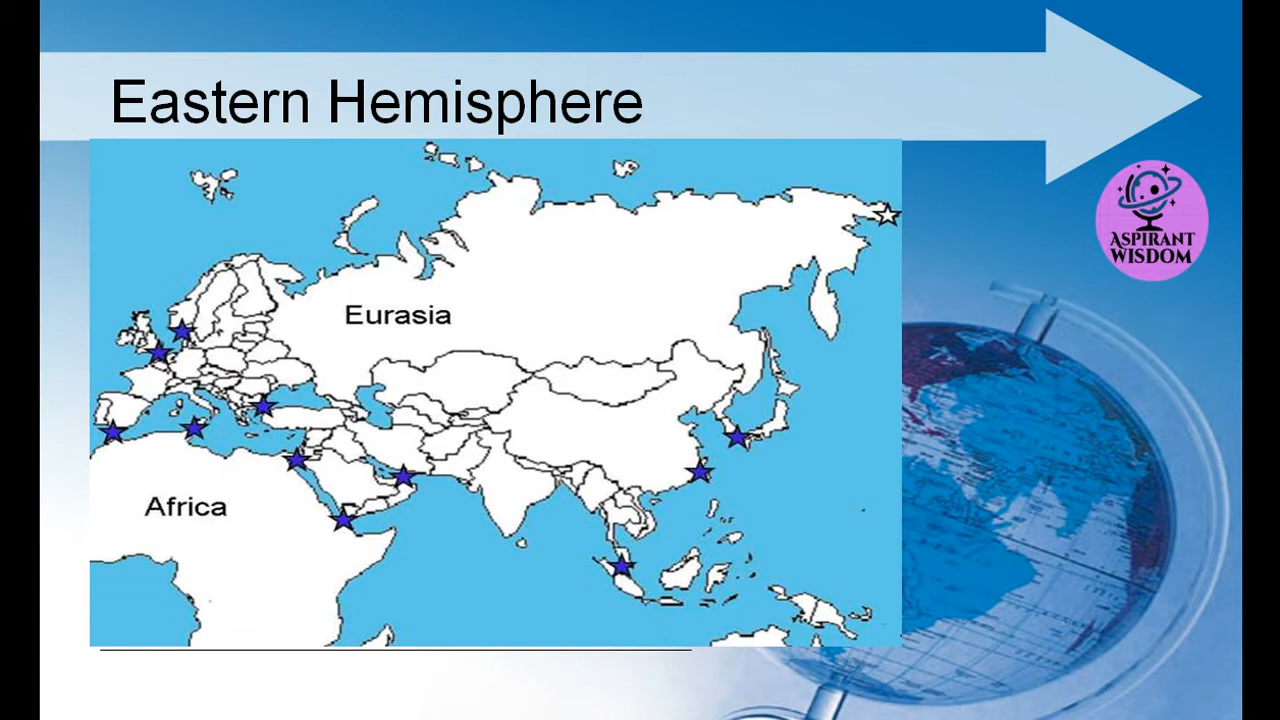 Eastern Hemisphere
ASPIRANT
WISDOM
Eurasia
Africa